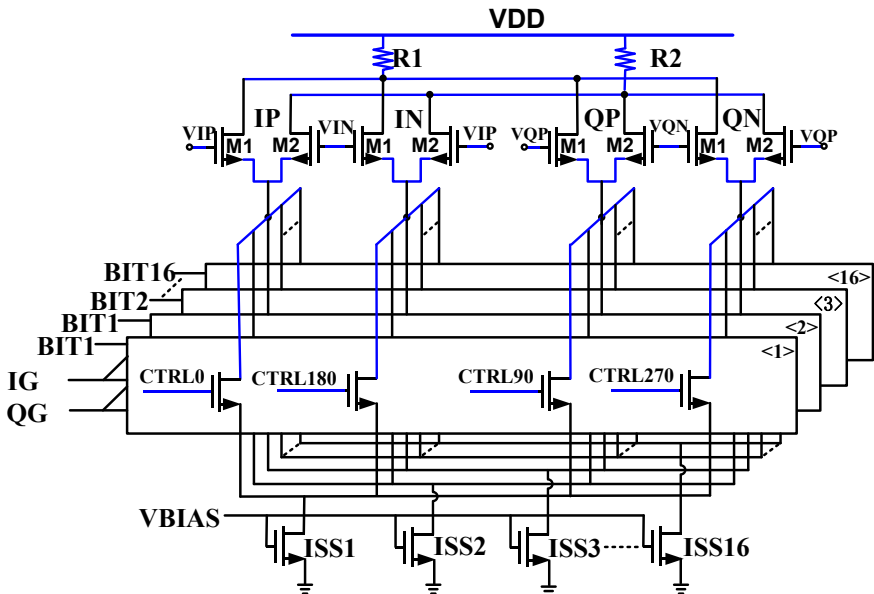 VDD
R1 R2
IP IN QP QN
VIP VIN VIP VQP VQN VQP
M1 M2 M1 M2 M1 M2 M1 M2
BIT16 <16>
BIT2 <3>
BIT1 <2>
BIT1 <1>
IG CTRL0 CTRL180 CTRL90 CTRL270
QG
VBIAS
ISS1 ISS2 ISS3 ISS16